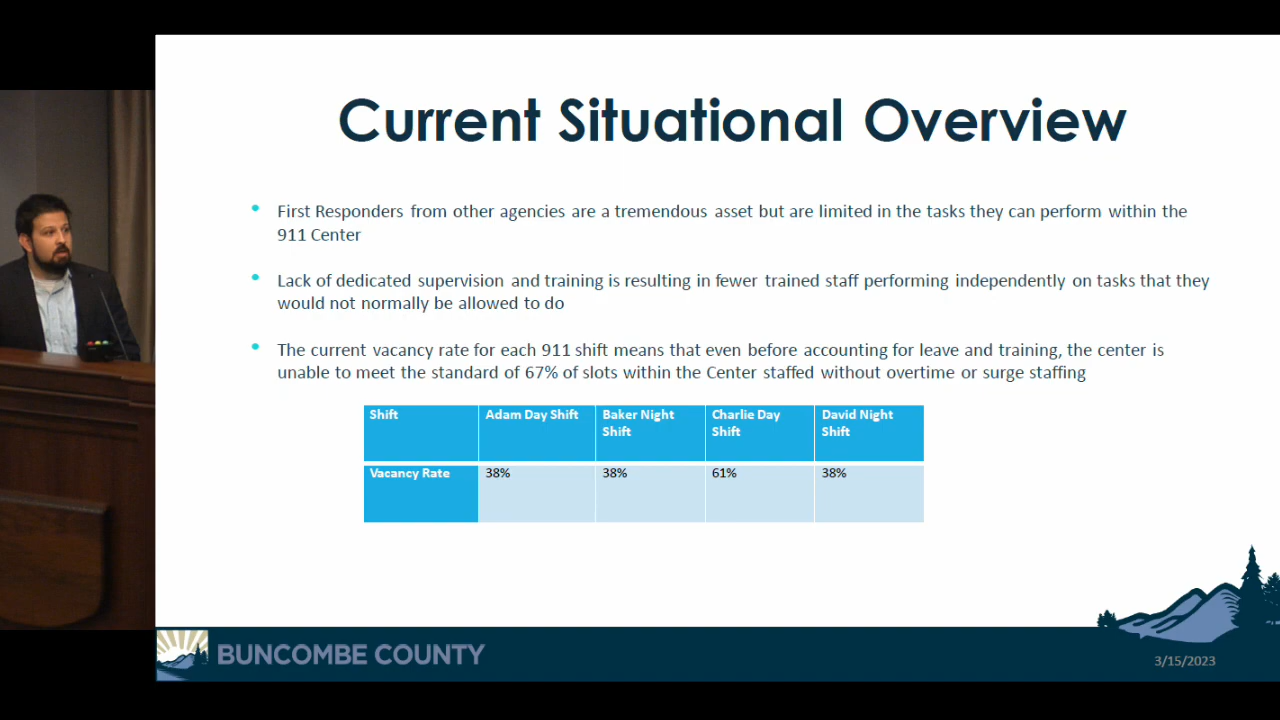 Current Situational Overview
• First Responders from other agencies are a tremendous asset but are limited in the tasks they can perform within the
911 Center
• Lack of dedicated supervision and training is resulting in fewer trained staff performing independently on tasks that they
would not normally be allowed to do
• The current vacancy rate for each 911 shift means that even before accounting for leave and training, the center is
unable to meet the standard of 67% of slots within the Center staffed without overtime or surge staffing
Shift Adam Day Shift Baker Night Shift Charlie Day Shift David Night Shift
Vacancy Rate 38% 38% 61% 38%
BUNCOMBE COUNTY
3/15/2023